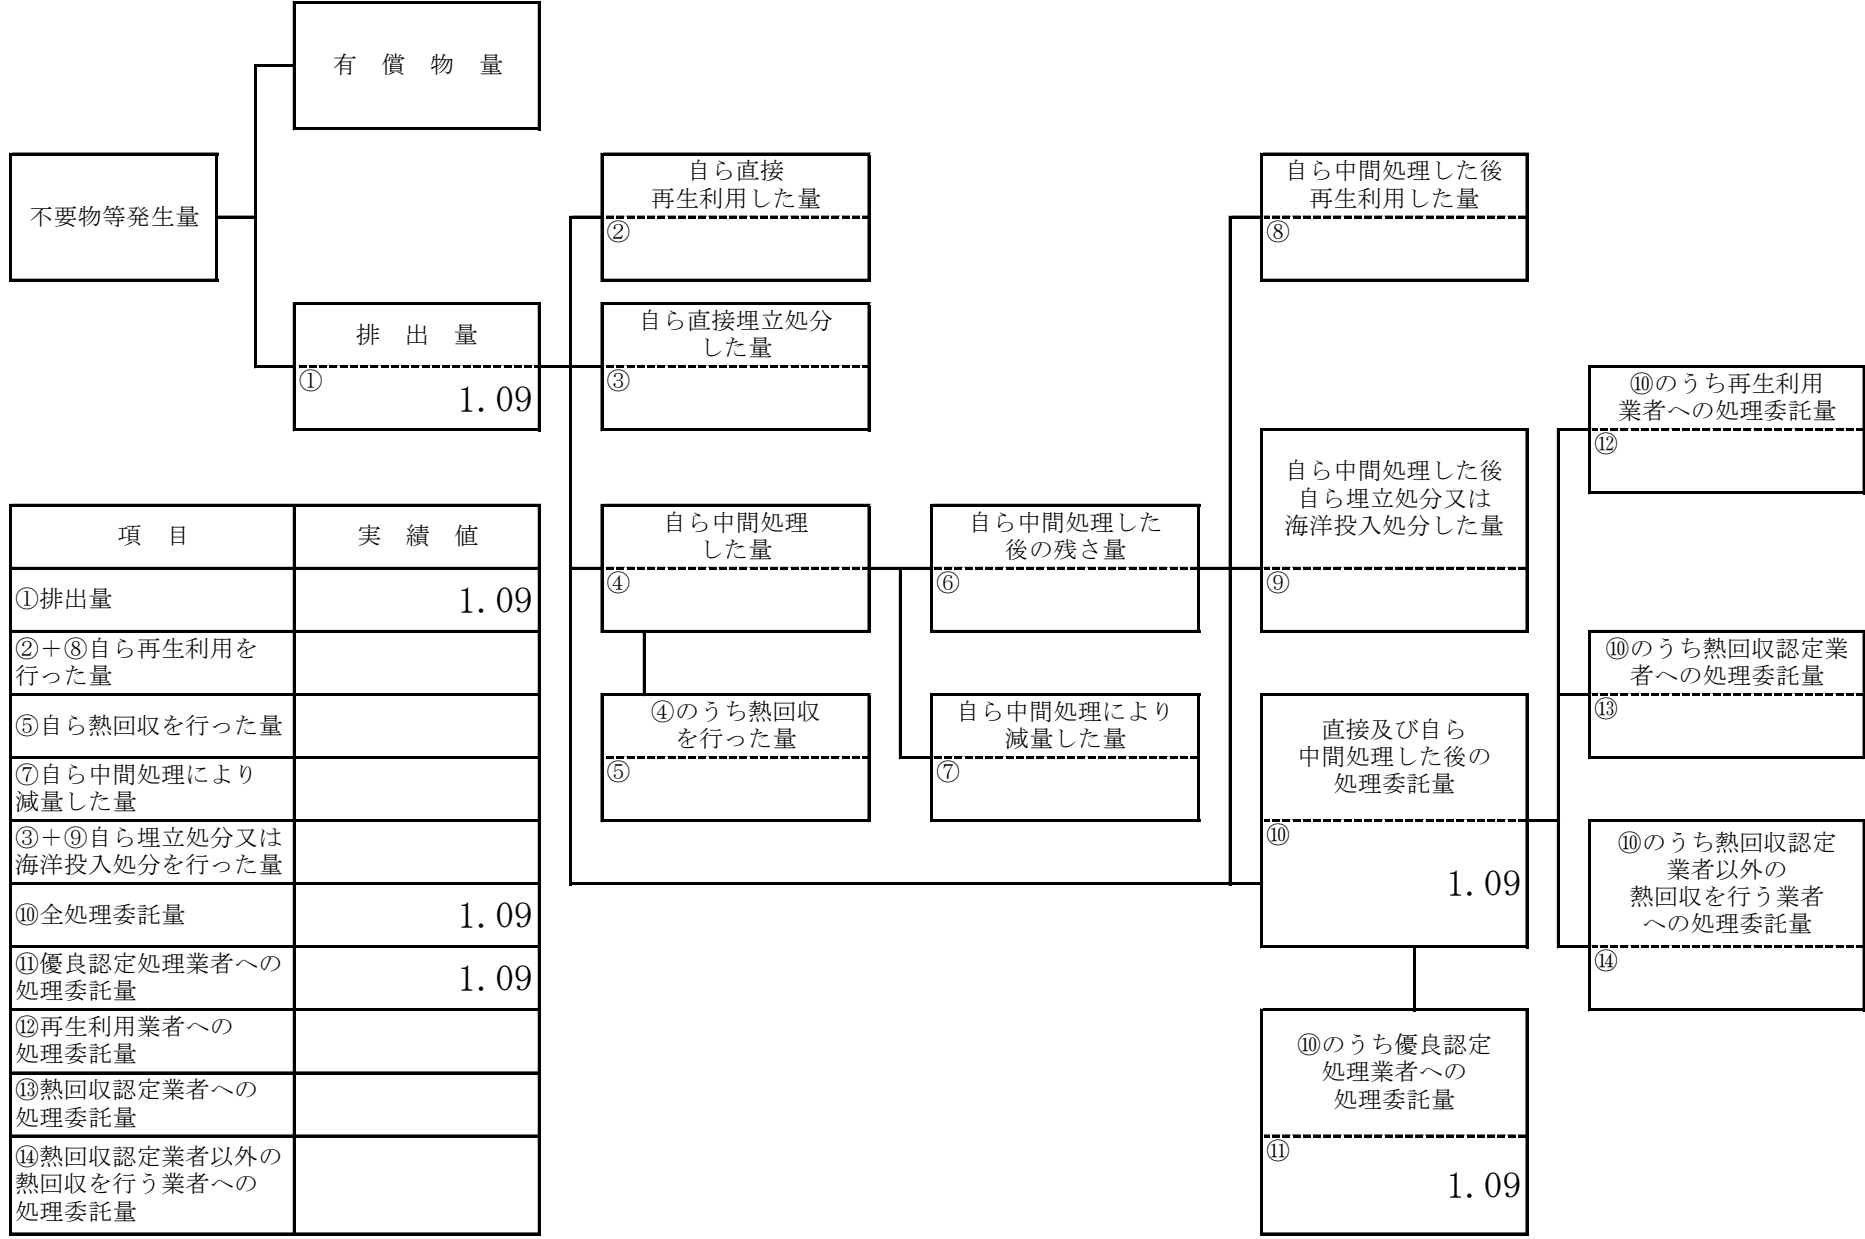 有　償　物　量
不要物等発生量
排　出　量
①
1.09
自ら直接
再生利用した量
②
自ら直接埋立処分
した量
③
自ら中間処理
した量
④
④のうち熱回収
を行った量
⑤
自ら中間処理した
後の残さ量
⑥
自ら中間処理により
減量した量
⑦
自ら中間処理した後
再生利用した量
⑧
自ら中間処理した後
自ら埋立処分又は
海洋投入処分した量
⑨
直接及び自ら
中間処理した後の
処理委託量
⑩
1.09
⑩のうち優良認定
処理業者への
処理委託量
⑪
1.09
⑩のうち再生利用
業者への処理委託量
⑫
⑩のうち熱回収認定業
者への処理委託量
⑬
⑩のうち熱回収認定
業者以外の
熱回収を行う業者
への処理委託量
⑭
項　目　実　績　値
①排出量　1.09
②＋⑧自ら再生利用を
行った量
⑤自ら熱回収を行った量
⑦自ら中間処理により
減量した量
③＋⑨自ら埋立処分又は
海洋投入処分を行った量
⑩全処理委託量　1.09
⑪優良認定処理業者への
処理委託量　1.09
⑫再生利用業者への
処理委託量
⑬熱回収認定業者への
処理委託量
⑭熱回収認定業者以外の
熱回収を行う業者への
処理委託量